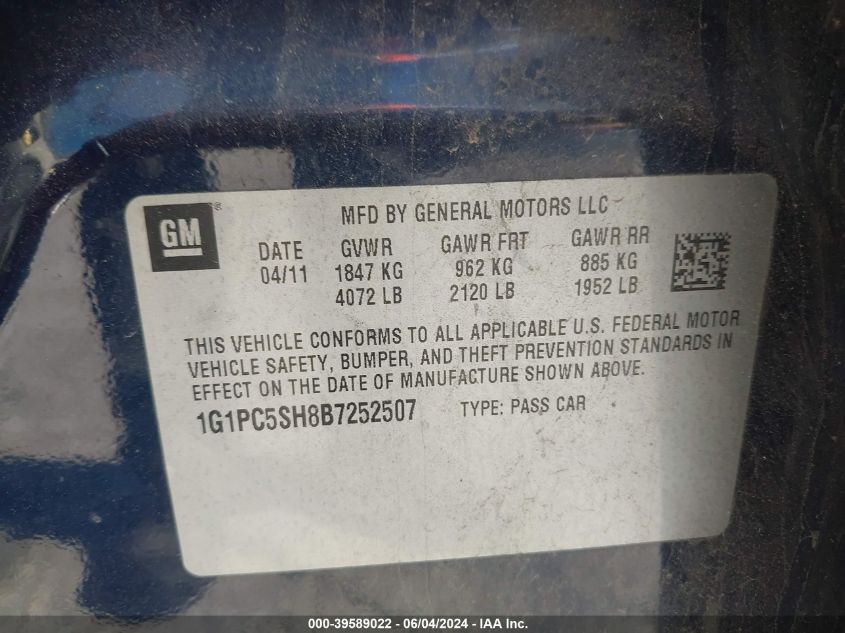 GM ®
MFD BY GENERAL MOTORS LLC
DATE GVWR GAWR FRT GAWR RR
04/11 1847 KG 962 KG 885 KG
4072 LB 2120 LB 1952 LB
THIS VEHICLE CONFORMS TO ALL APPLICABLE U.S. FEDERAL MOTOR
VEHICLE SAFETY, BUMPER, AND THEFT PREVENTION STANDARDS IN
EFFECT ON THE DATE OF MANUFACTURE SHOWN ABOVE.
1G1PC5SH8B7252507 TYPE: PASS CAR
000-39589022 - 06/04/2024 - IAA Inc.